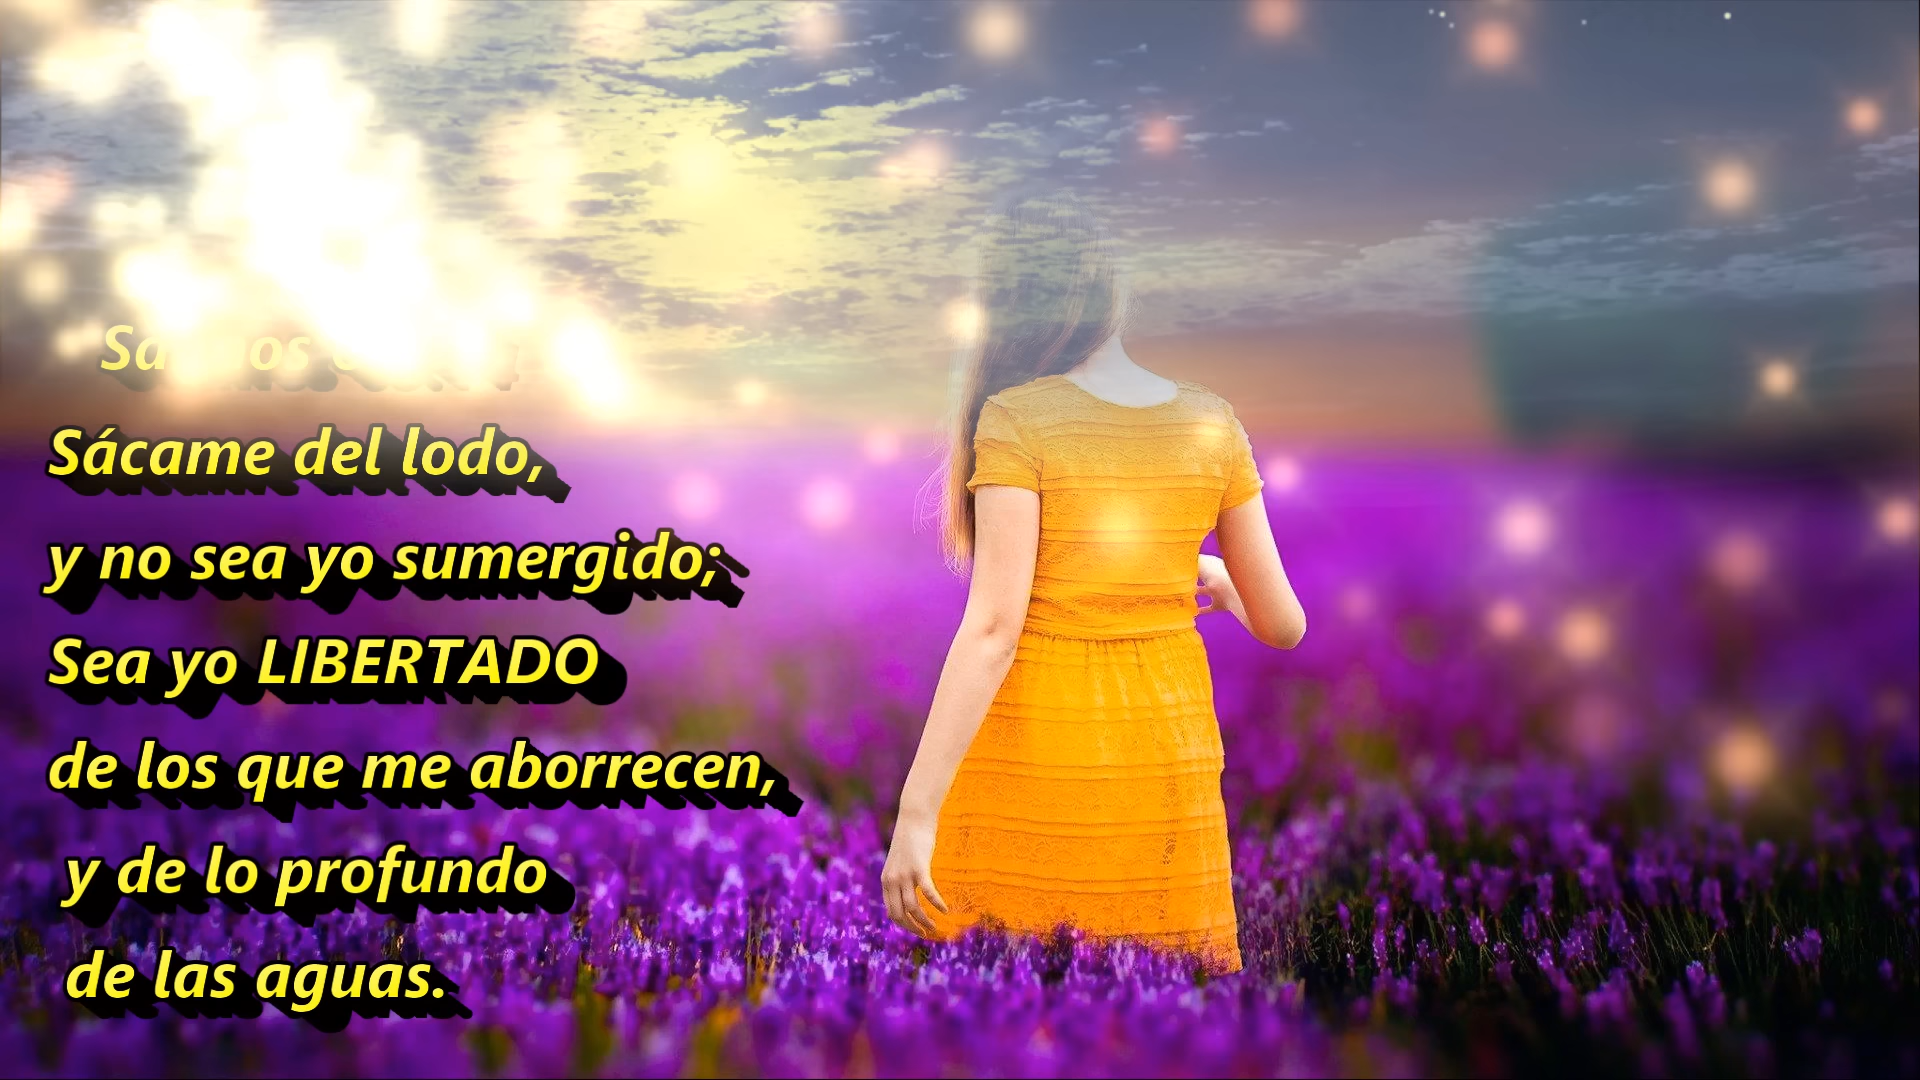 Sácame del lodo,
y no sea yo sumergido;
Sea yo LIBERTADO
de los que me aborrecen,
y de lo profundo
de las aguas.